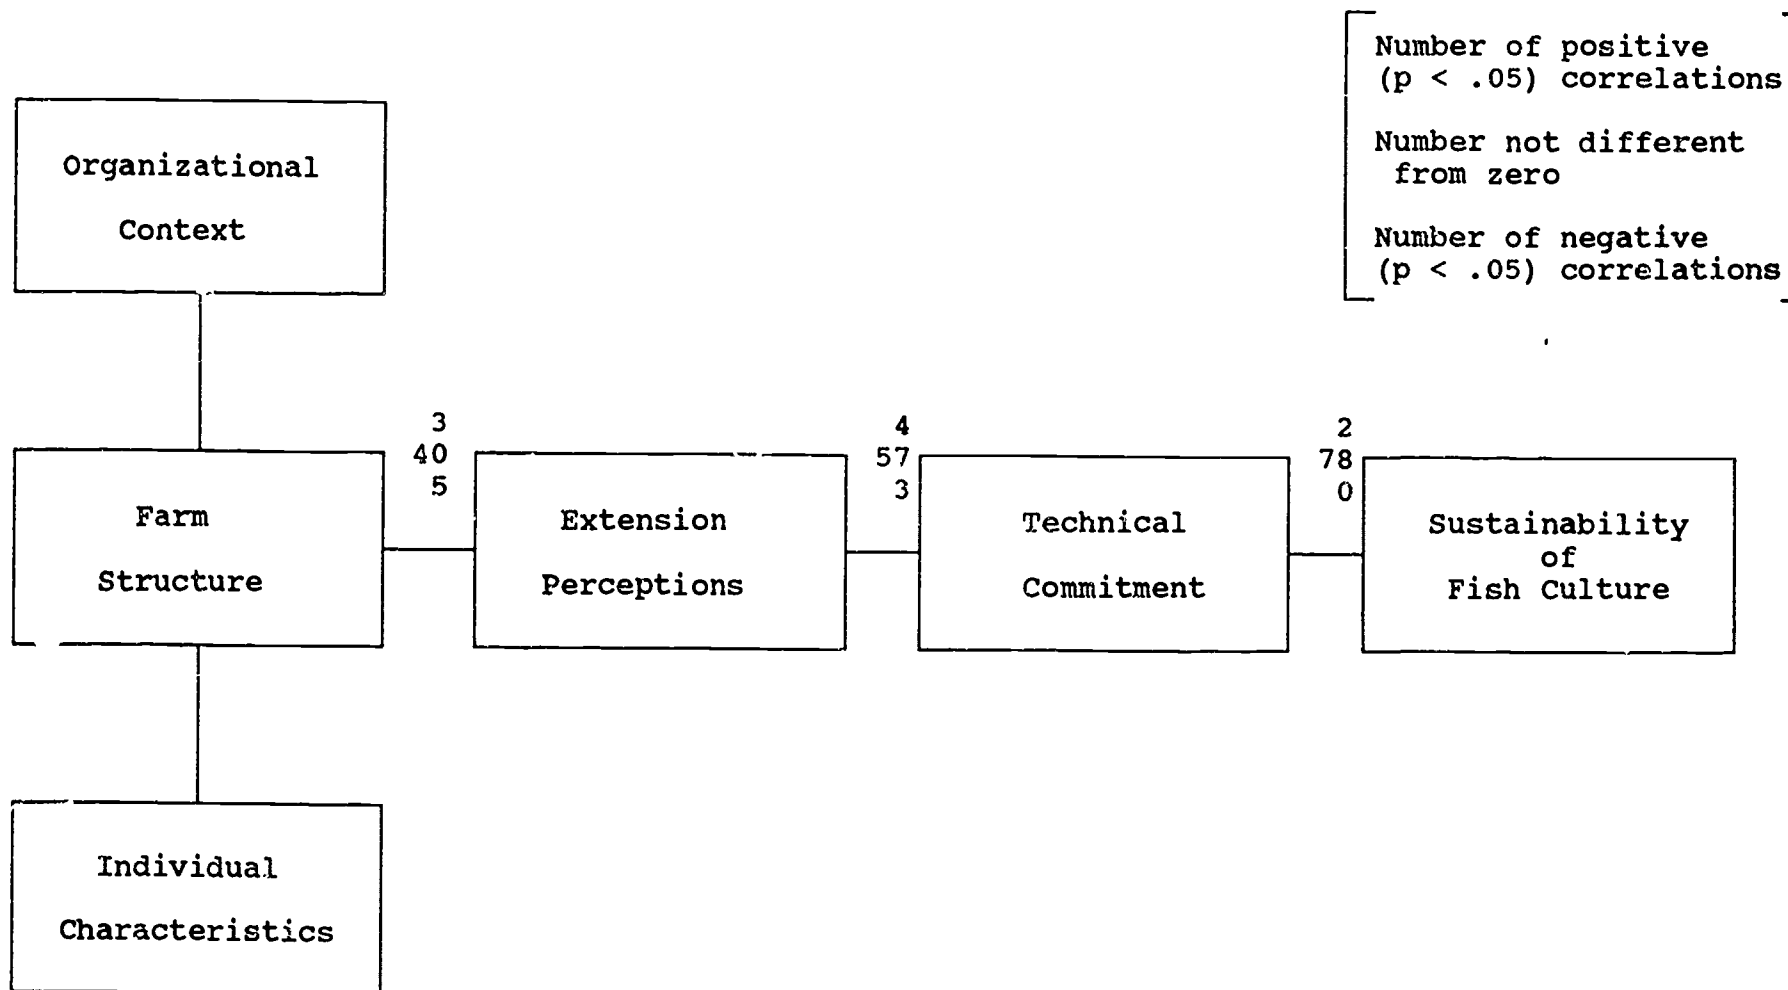 Number of positive
(p < .05) correlations
Number not different
from zero
Number of negative
(p < .05) correlations
Organizational
Context
3
40
5
4
57
3
2
78
0
Farm
Structure
Extension
Perceptions
Technical
Commitment
Sustainability
of
Fish Culture
Individual
Characteristics